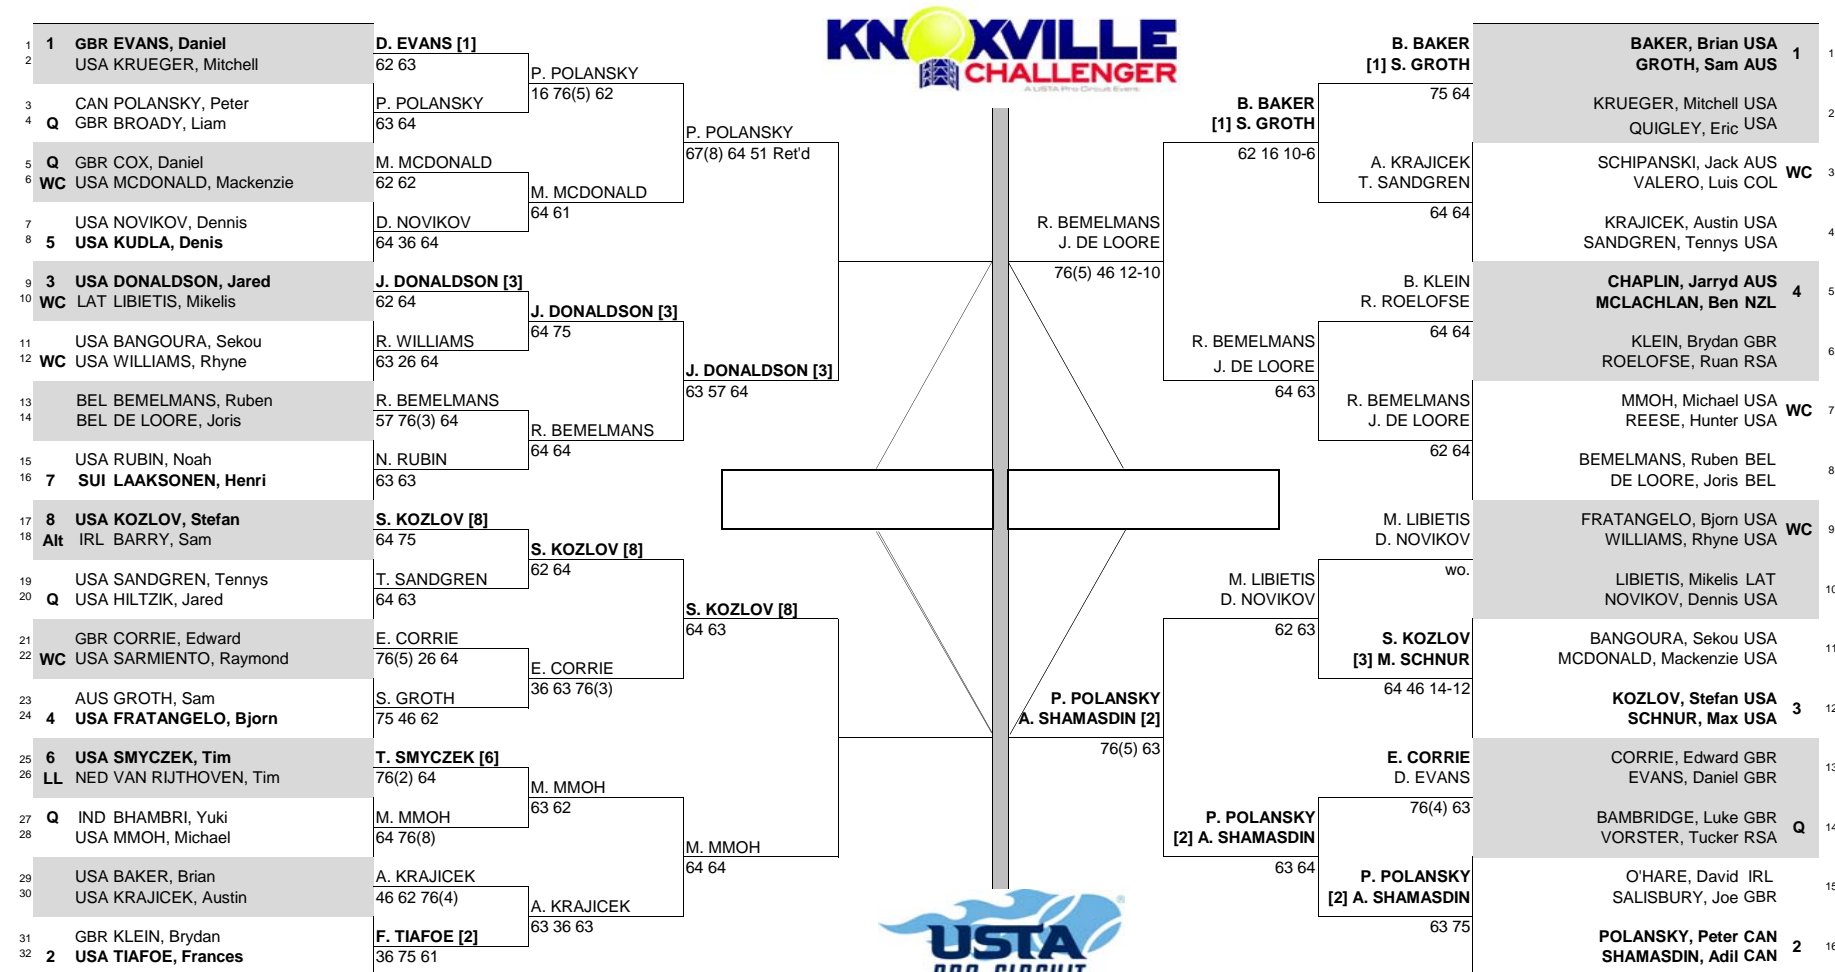 KNOXVILLE
CHALLENGER
A USTA Pro Circuit Event
1 1 GBR EVANS, Daniel
2 USA KRUEGER, Mitchell
3 CAN POLANSKY, Peter
4 Q GBR BROADY, Liam
5 Q GBR COX, Daniel
6 WC USA MCDONALD, Mackenzie
7 USA NOVIKOV, Dennis
8 5 USA KUDLA, Denis
9 3 USA DONALDSON, Jared
10 WC LAT LIBIETIS, Mikelis
11 USA BANGOURA, Sekou
12 WC USA WILLIAMS, Rhyne
13 BEL BEMELMANS, Ruben
14 BEL DE LOORE, Joris
15 USA RUBIN, Noah
16 7 SUI LAAKSONEN, Henri
17 8 USA KOZLOV, Stefan
18 Alt IRL BARRY, Sam
19 USA SANDGREN, Tennys
20 Q USA HILTZIK, Jared
21 GBR CORRIE, Edward
22 WC USA SARMIENTO, Raymond
23 AUS GROTH, Sam
24 4 USA FRATANGELO, Bjorn
25 6 USA SMYCZEK, Tim
26 LL NED VAN RIJTHOVEN, Tim
27 Q IND BHAMBRI, Yuki
28 USA MMOH, Michael
29 USA BAKER, Brian
30 USA KRAJICEK, Austin
31 GBR KLEIN, Brydan
32 2 USA TIAFOE, Frances
D. EVANS [1]
62 63
P. POLANSKY
63 64
M. MCDONALD
62 62
D. NOVIKOV
64 36 64
J. DONALDSON [3]
62 64
R. WILLIAMS
63 26 64
R. BEMELMANS
57 76(3) 64
N. RUBIN
63 63
S. KOZLOV [8]
64 75
T. SANDGREN
64 63
E. CORRIE
76(5) 26 64
S. GROTH
75 46 62
T. SMYCZEK [6]
76(2) 64
M. MMOH
64 76(8)
A. KRAJICEK
46 62 76(4)
F. TIAFOE [2]
36 75 61
P. POLANSKY
16 76(5) 62
M. MCDONALD
64 61
J. DONALDSON [3]
64 75
R. BEMELMANS
64 64
S. KOZLOV [8]
62 64
E. CORRIE
36 63 76(3)
M. MMOH
63 62
A. KRAJICEK
63 36 63
P. POLANSKY
67(8) 64 51 Ret'd
J. DONALDSON [3]
63 57 64
S. KOZLOV [8]
64 63
M. MMOH
64 64
R. BEMELMANS
J. DE LOORE
76(5) 46 12-10
P. POLANSKY
A. SHAMASDIN [2]
76(5) 63
B. BAKER
[1] S. GROTH
62 16 10-6
R. BEMELMANS
J. DE LOORE
64 63
M. LIBIETIS
D. NOVIKOV
62 63
P. POLANSKY
[2] A. SHAMASDIN
63 64
B. BAKER
[1] S. GROTH
75 64
A. KRAJICEK
T. SANDGREN
64 64
B. KLEIN
R. ROELOFSE
64 64
R. BEMELMANS
J. DE LOORE
62 64
M. LIBIETIS
D. NOVIKOV
wo.
S. KOZLOV
[3] M. SCHNUR
64 46 14-12
E. CORRIE
D. EVANS
76(4) 63
P. POLANSKY
[2] A. SHAMASDIN
63 75
BAKER, Brian USA
GROTH, Sam AUS 1 1
KRUEGER, Mitchell USA
QUIGLEY, Eric USA 2
SCHIPANSKI, Jack AUS
VALERO, Luis COL WC 3
KRAJICEK, Austin USA
SANDGREN, Tennys USA 4
CHAPLIN, Jarryd AUS
MCLACHLAN, Ben NZL 4 5
KLEIN, Brydan GBR
ROELOFSE, Ruan RSA 6
MMOH, Michael USA
REESE, Hunter USA WC 7
BEMELMANS, Ruben BEL
DE LOORE, Joris BEL 8
FRATANGELO, Bjorn USA
WILLIAMS, Rhyne USA WC 9
LIBIETIS, Mikelis LAT
NOVIKOV, Dennis USA 10
BANGOURA, Sekou USA
MCDONALD, Mackenzie USA 11
KOZLOV, Stefan USA
SCHNUR, Max USA 3 12
CORRIE, Edward GBR
EVANS, Daniel GBR 13
BAMBRIDGE, Luke GBR
VORSTER, Tucker RSA Q 14
O'HARE, David IRL
SALISBURY, Joe GBR 15
POLANSKY, Peter CAN
SHAMASDIN, Adil CAN 2 16
USTA
PRO CIRCUIT